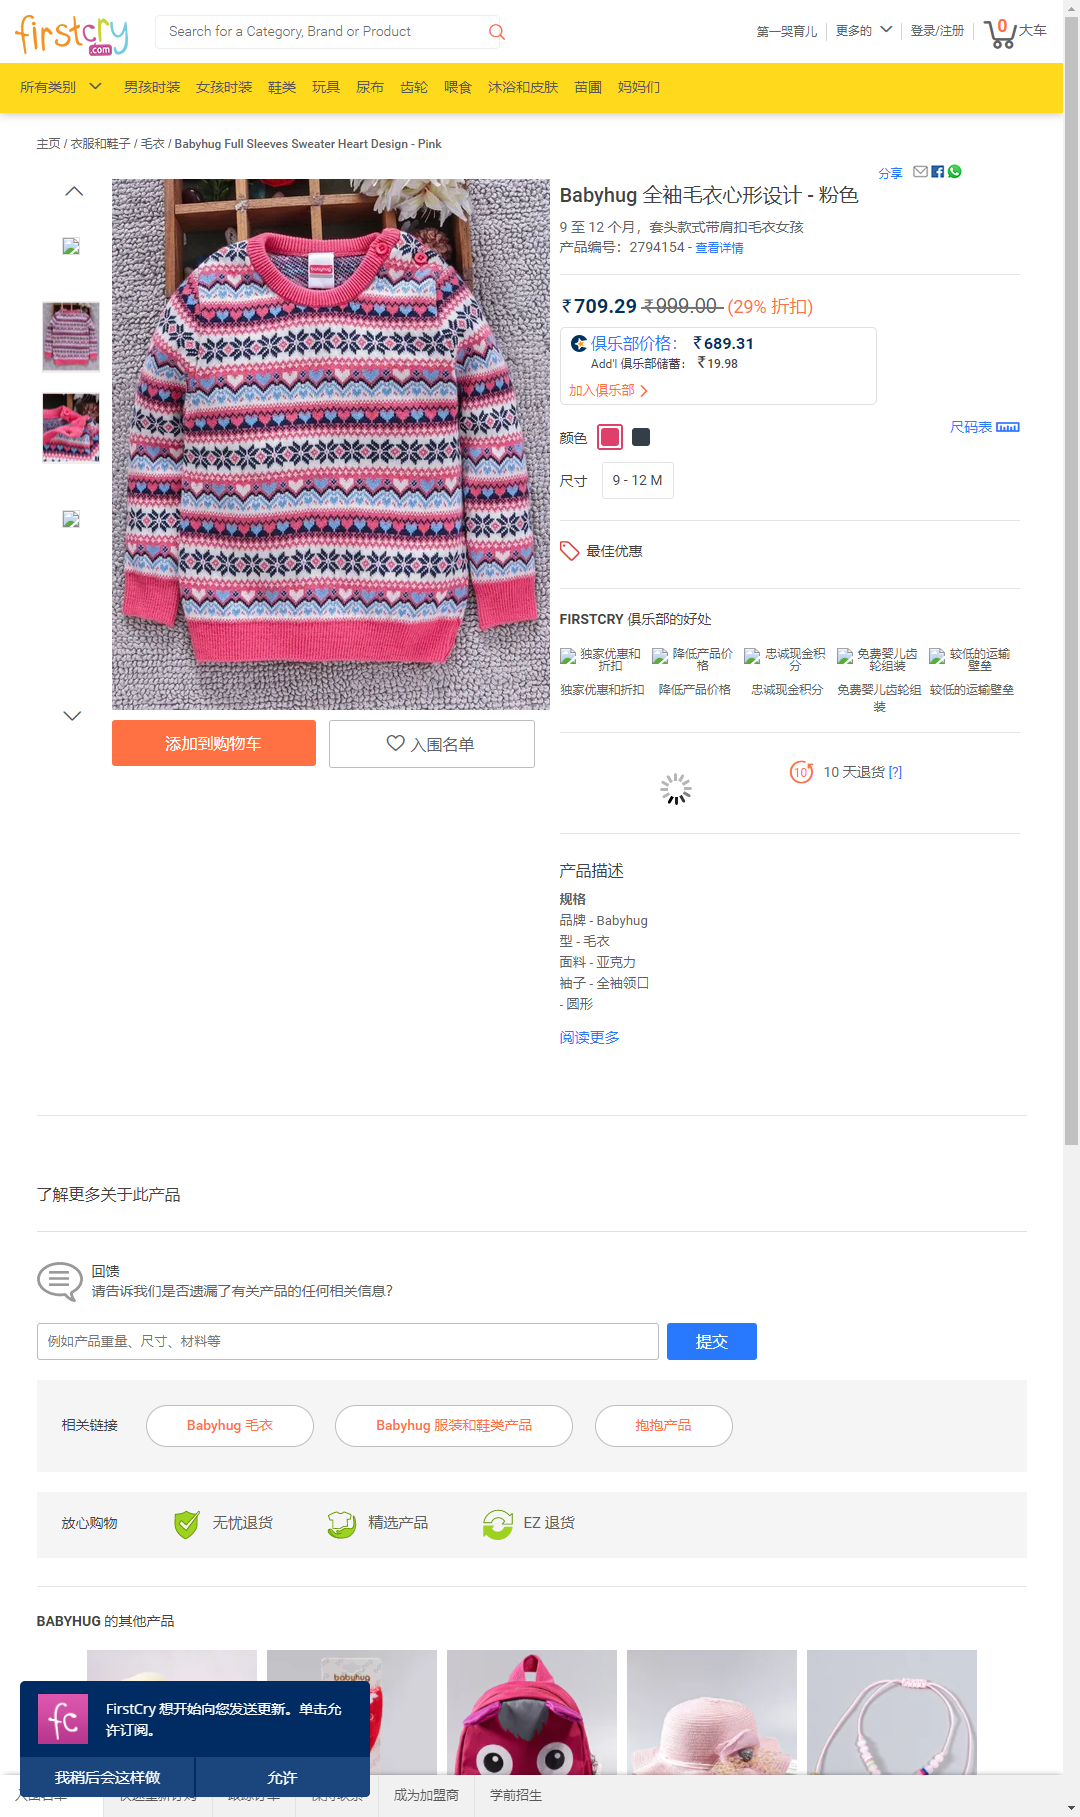 firstcry
.com
Search for a Category, Brand or Product
第一哭育儿
更多的
登录/注册
0
大车
所有类别
男孩时装
女孩时装
鞋类
玩具
尿布
齿轮
喂食
沐浴和皮肤
苗圃
妈妈们
主页 / 衣服和鞋子 / 毛衣 / Babyhug Full Sleeves Sweater Heart Design - Pink
分享
Babyhug 全袖毛衣心形设计 - 粉色
9 至 12 个月，套头款式带肩扣毛衣女孩
产品编号：2794154 - 查看详情
₹709.29 ₹999.00 (29% 折扣)
俱乐部价格： ₹689.31
Add'l 俱乐部储蓄： ₹19.98
加入俱乐部
颜色
尺码表
尺寸
9 - 12 M
最佳优惠
FIRSTCRY 俱乐部的好处
独家优惠和折扣
降低产品价格
忠诚现金积分
免费婴儿齿轮组装
较低的运输壁垒
独家优惠和折扣
降低产品价格
忠诚现金积分
免费婴儿齿轮组装
较低的运输壁垒
添加到购物车
入围名单
10
10 天退货 [?]
产品描述
规格
品牌 - Babyhug
型 - 毛衣
面料 - 亚克力
袖子 - 全袖领口
- 圆形
阅读更多
了解更多关于此产品
回馈
请告诉我们是否遗漏了有关产品的任何相关信息？
例如产品重量、尺寸、材料等
提交
相关链接
Babyhug 毛衣
Babyhug 服装和鞋类产品
抱抱产品
放心购物
无忧退货
精选产品
EZ 退货
BABYHUG 的其他产品
babyhug
fc
FirstCry 想开始向您发送更新。单击允
许订阅。
我稍后会这样做
允许
成为加盟商
学前招生